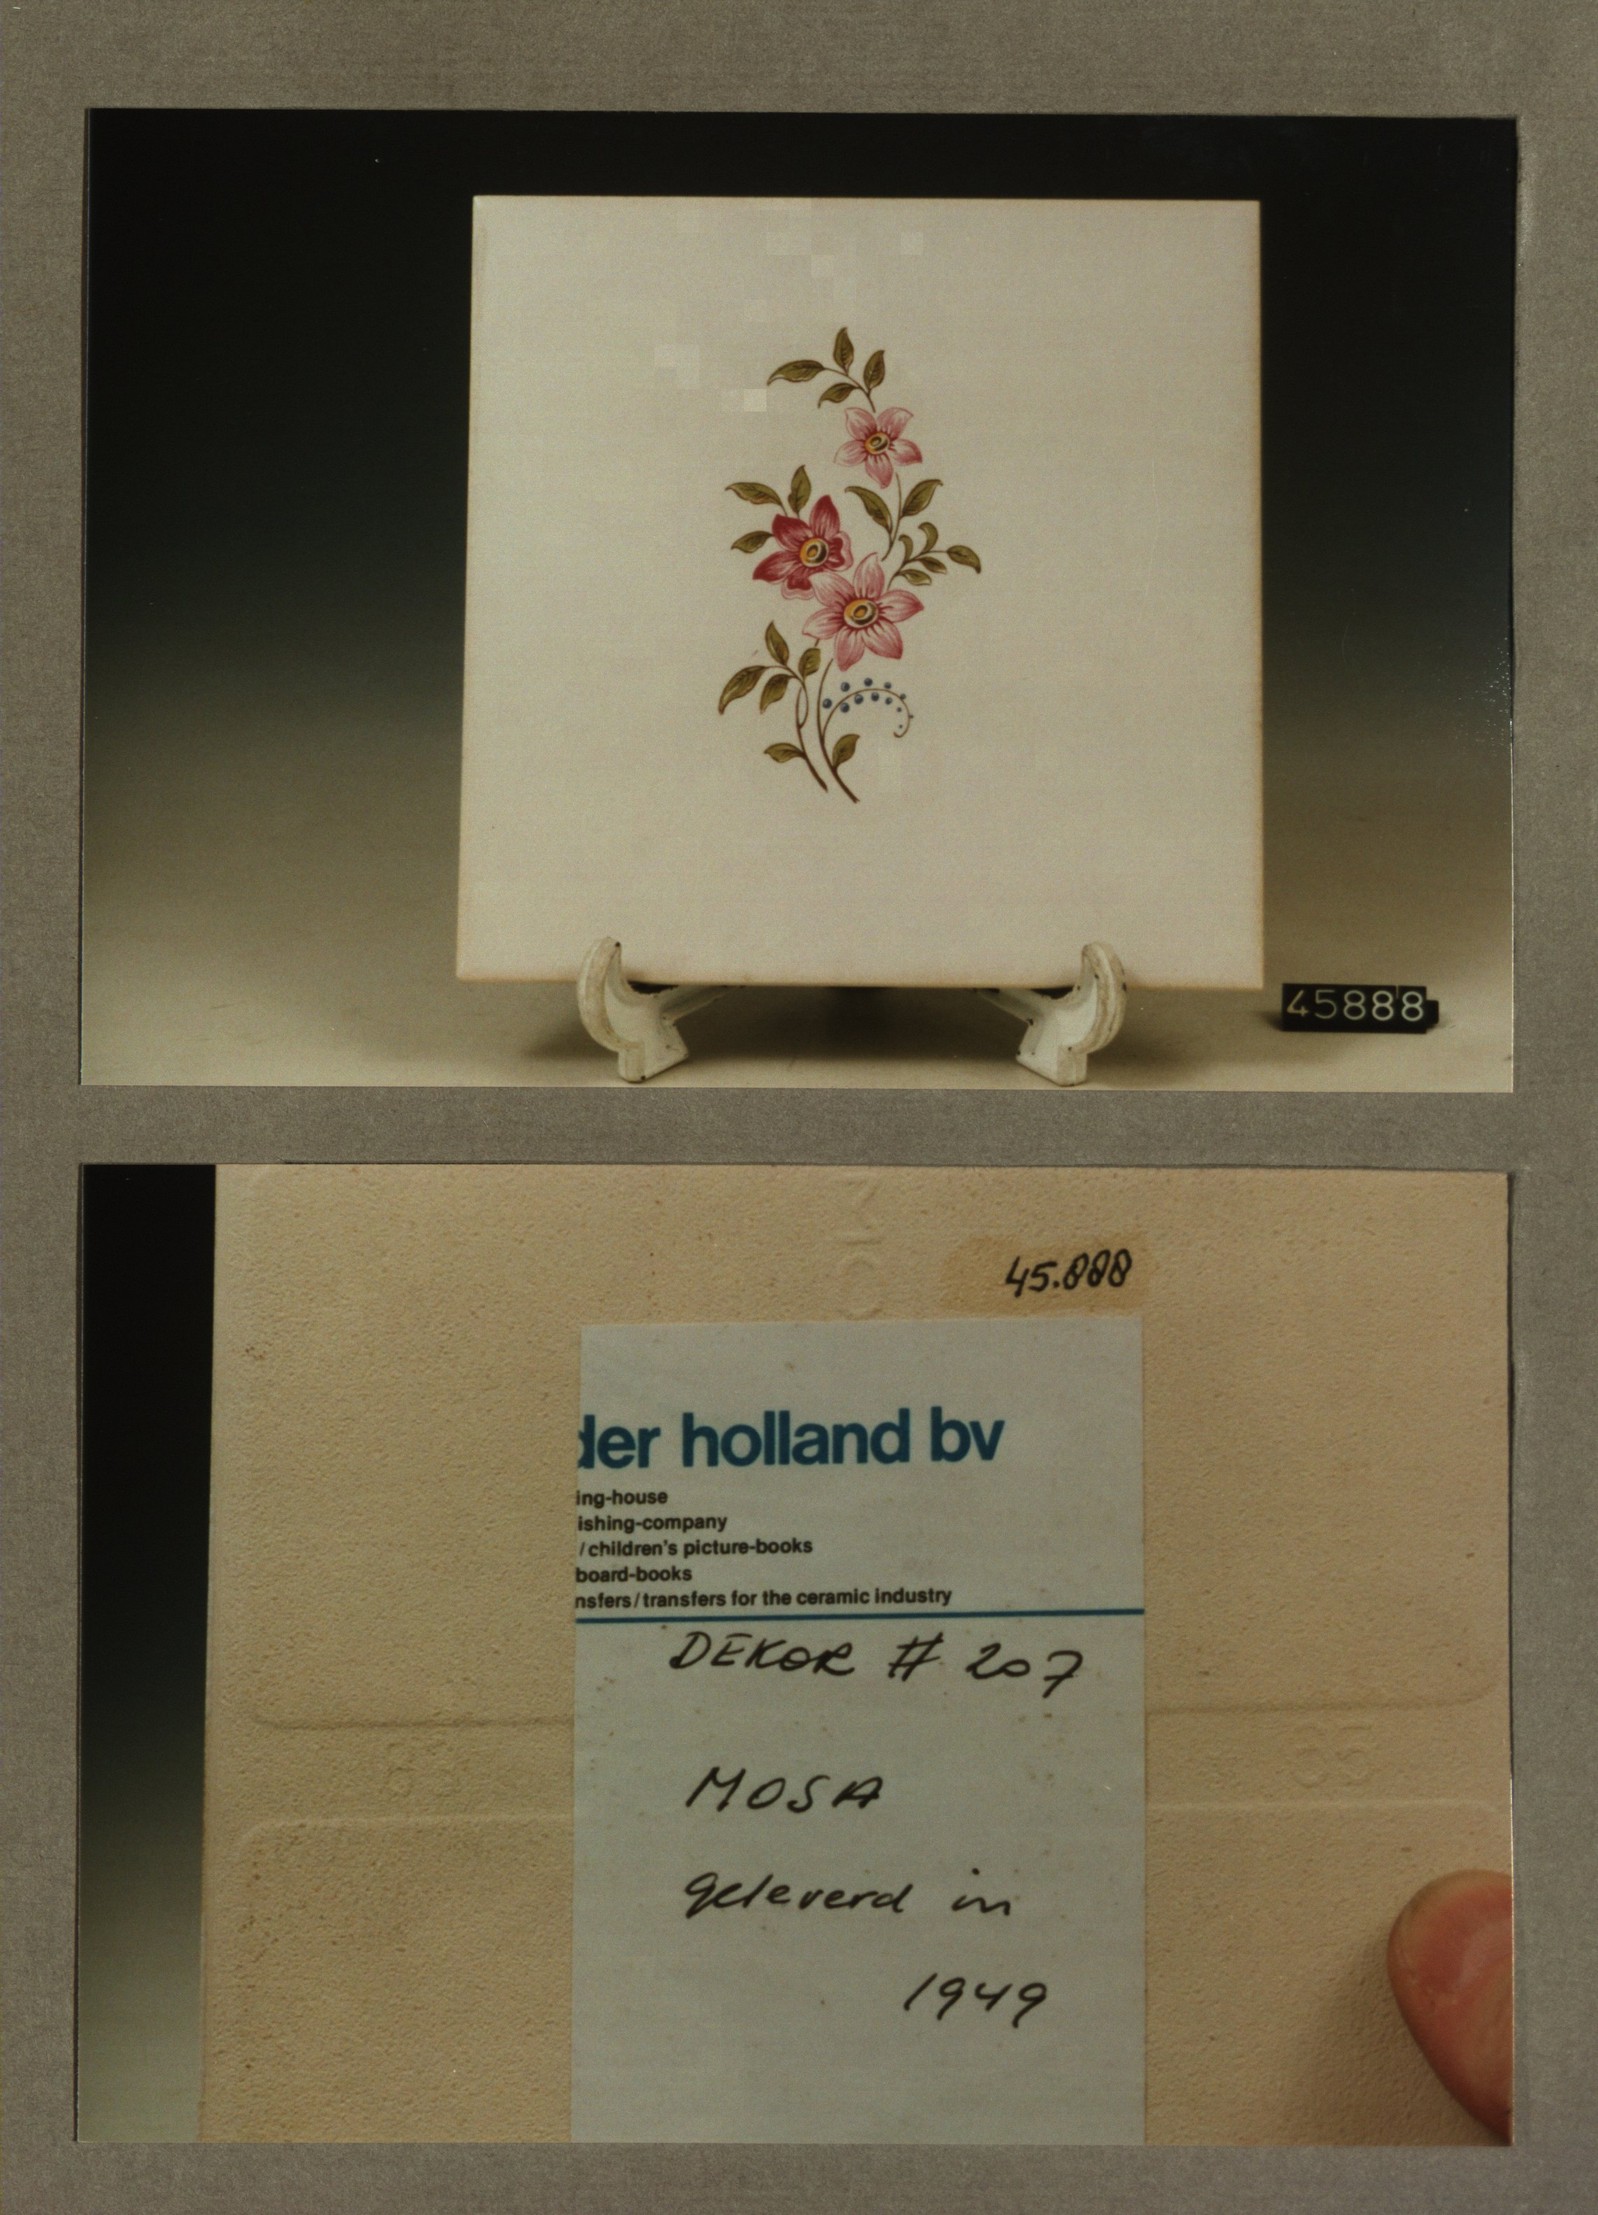 45888
45.888
der holland bv
ing-house
ishing-company
/ children's picture-books
board-books
nsfers/transfers for the ceramic industry
DEKOR # 207
MOSA
geleverd in
1949